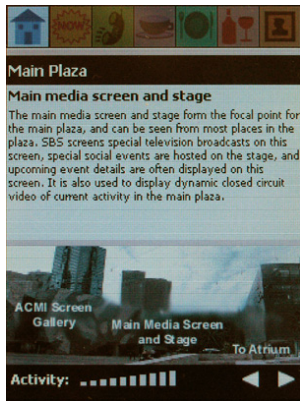 NOW
Main Plaza
Main media screen and stage
The main media screen and stage form the focal point for
the main plaza, and can be seen from most places in the
plaza. SBS screens special television broadcasts on this
screen, special social events are hosted on the stage, and
upcoming event details are often displayed on this
screen. It is also used to display dynamic closed circuit
video of current activity in the main plaza.
ACMI Screen
Gallery
Main Media Screen
and Stage
To Atrium
Activity: